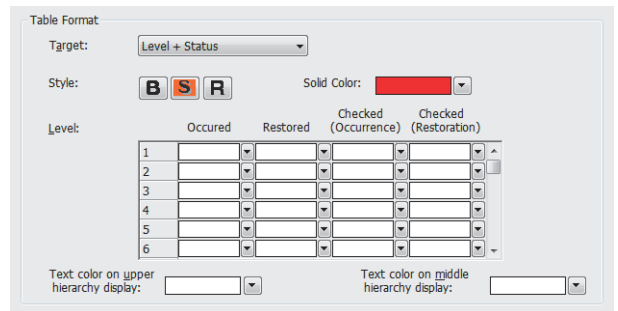 Table Format
Target: Level + Status
Style: B S R Solid Color:
Level: Occured Restored Checked (Occurrence) Checked (Restoration)
1
2
3
4
5
6
Text color on upper hierarchy display:
Text color on middle hierarchy display: